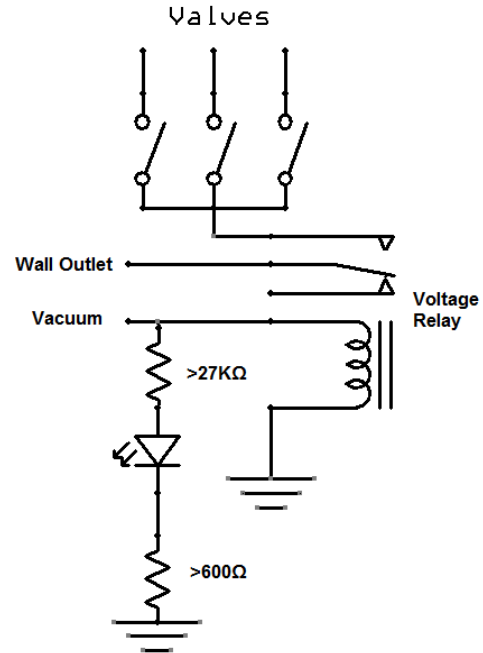 Valves
Wall Outlet
Voltage
Relay
Vacuum
>27KΩ
>600Ω